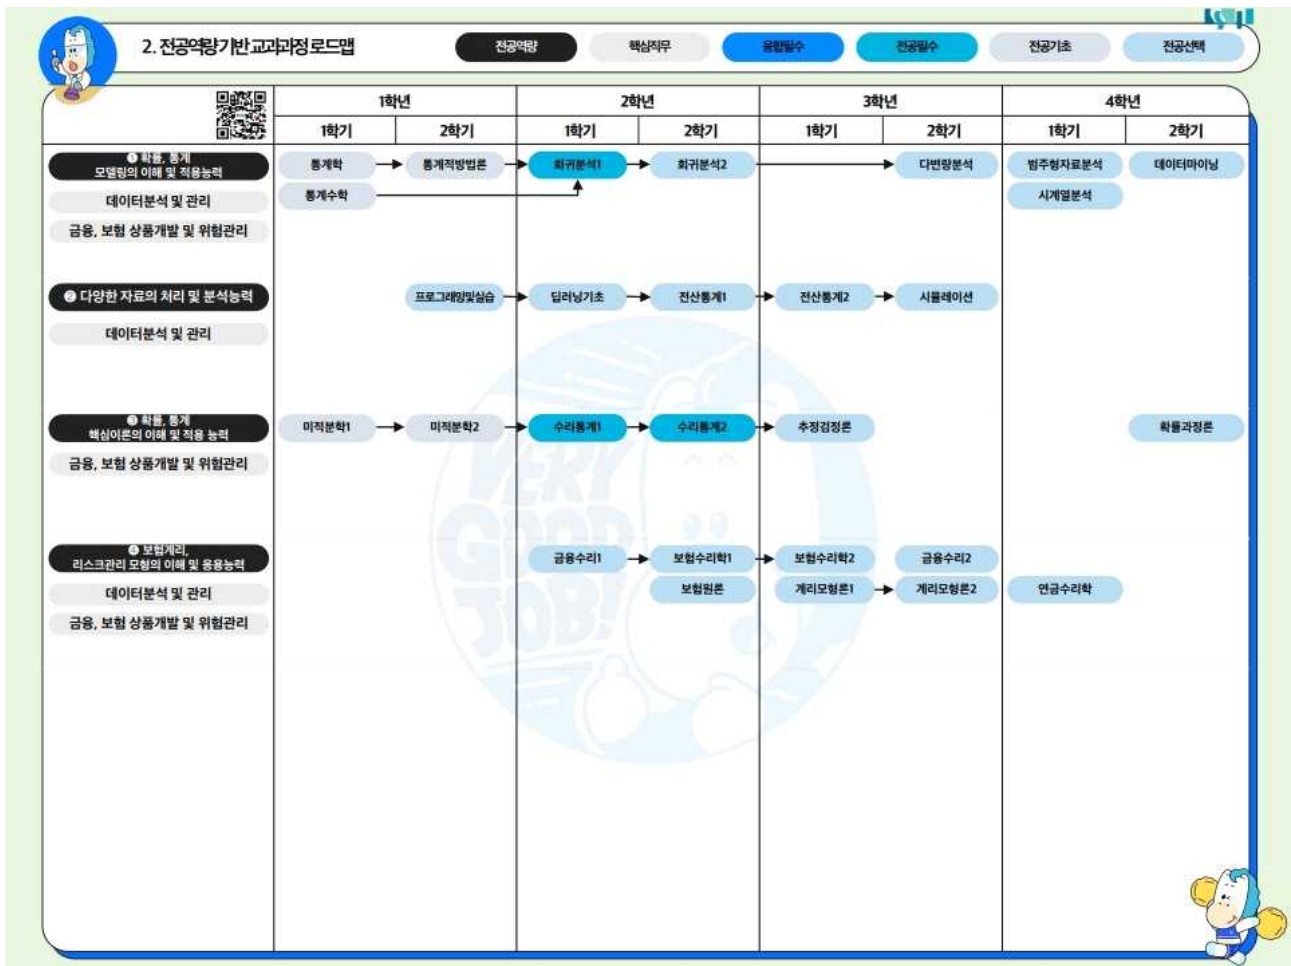 2. 전공역량 기반 교과과정 로드맵
전공역량
핵심직무
융합필수
전공필수
전공기초
전공선택
1학년
2학년
3학년
4학년
1학기
2학기
1학기
2학기
1학기
2학기
1학기
2학기
❶ 확률, 통계
모델링의 이해 및 적용능력
통계학
통계적방법론
회귀분석1
회귀분석2
다변량분석
범주형자료분석
데이터마이닝
데이터분석 및 관리
통계수학
시계열분석
금융, 보험 상품개발 및 위험관리
❷ 다양한 자료의 처리 및 분석능력
프로그래밍및실습
딥러닝기초
전산통계1
전산통계2
시뮬레이션
데이터분석 및 관리
❸ 확률, 통계
핵심이론의 이해 및 적용 능력
미적분학1
미적분학2
수리통계1
수리통계2
추정검정론
확률과정론
금융, 보험 상품개발 및 위험관리
❹ 보험계리,
리스크관리 모형의 이해 및 응용능력
금융수리1
보험수리학1
보험수리학2
금융수리2
데이터분석 및 관리
보험원론
계리모형론1
계리모형론2
연금수리학
금융, 보험 상품개발 및 위험관리
VERY
GOOD
JOB!